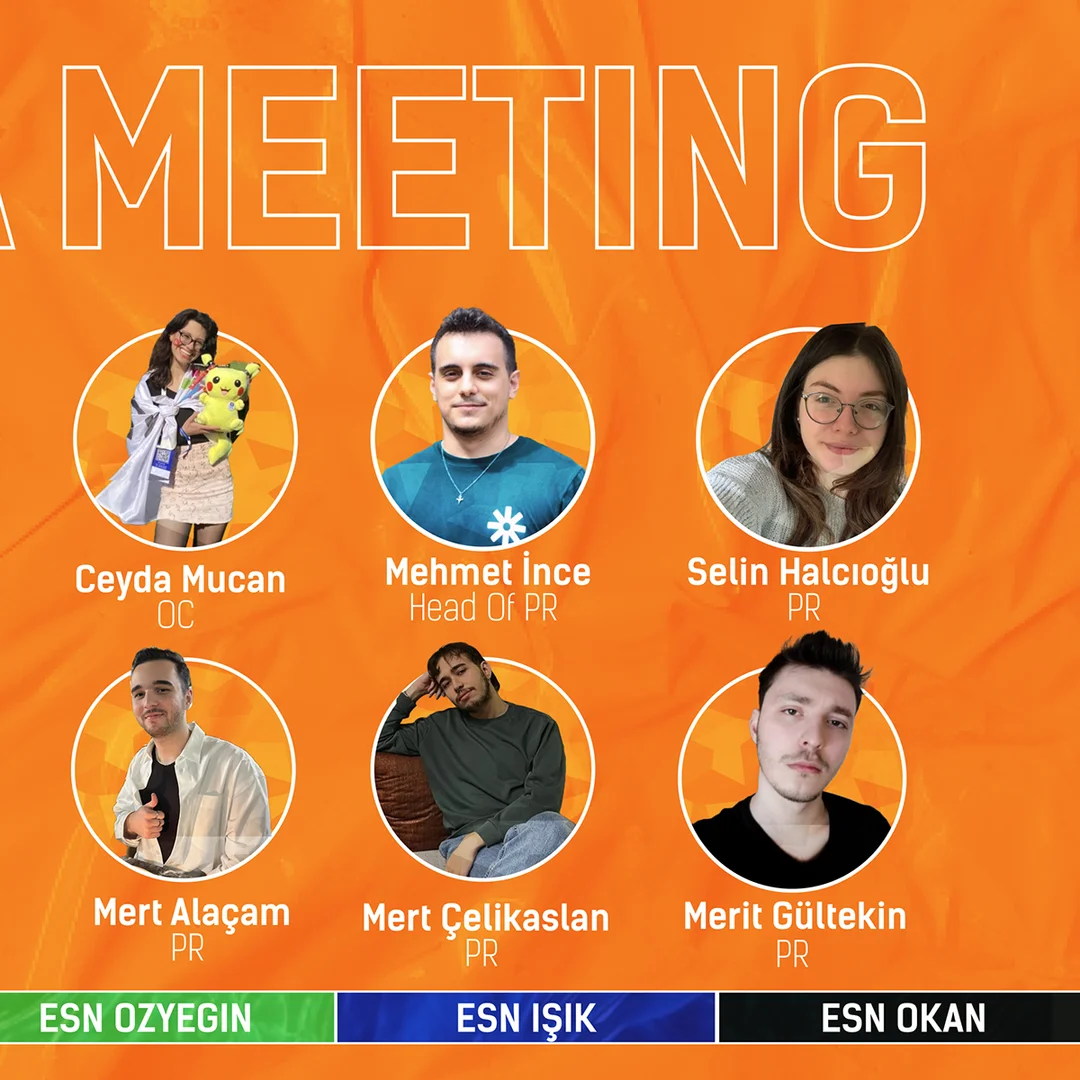 A MEETING
Ceyda Mucan
OC
Mehmet İnce
Head Of PR
Selin Halcıoğlu
PR
Mert Alaçam
PR
Mert Çelikaslan
PR
Merit Gültekin
PR
ESN OZYEGIN
ESN IŞIK
ESN OKAN